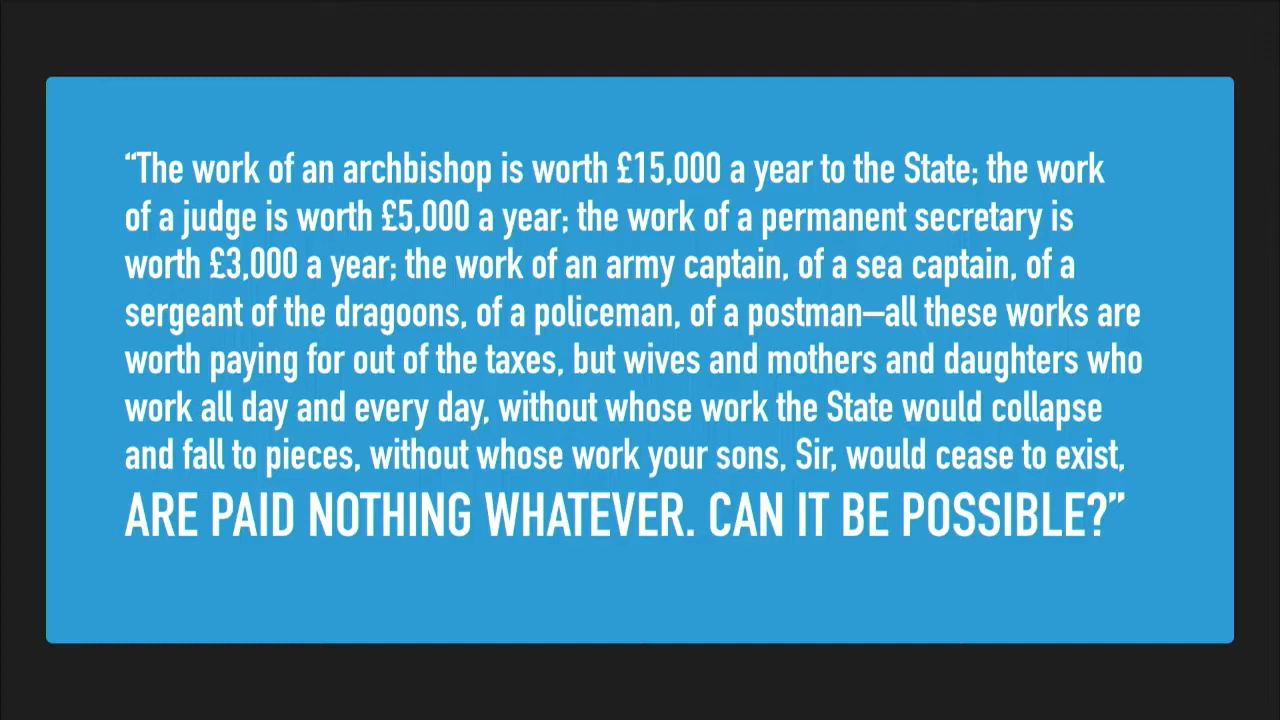 “The work of an archbishop is worth £15,000 a year to the State; the work
of a judge is worth £5,000 a year; the work of a permanent secretary is
worth £3,000 a year; the work of an army captain, of a sea captain, of a
sergeant of the dragoons, of a policeman, of a postman—all these works are
worth paying for out of the taxes, but wives and mothers and daughters who
work all day and every day, without whose work the State would collapse
and fall to pieces, without whose work your sons, Sir, would cease to exist,
ARE PAID NOTHING WHATEVER. CAN IT BE POSSIBLE?”